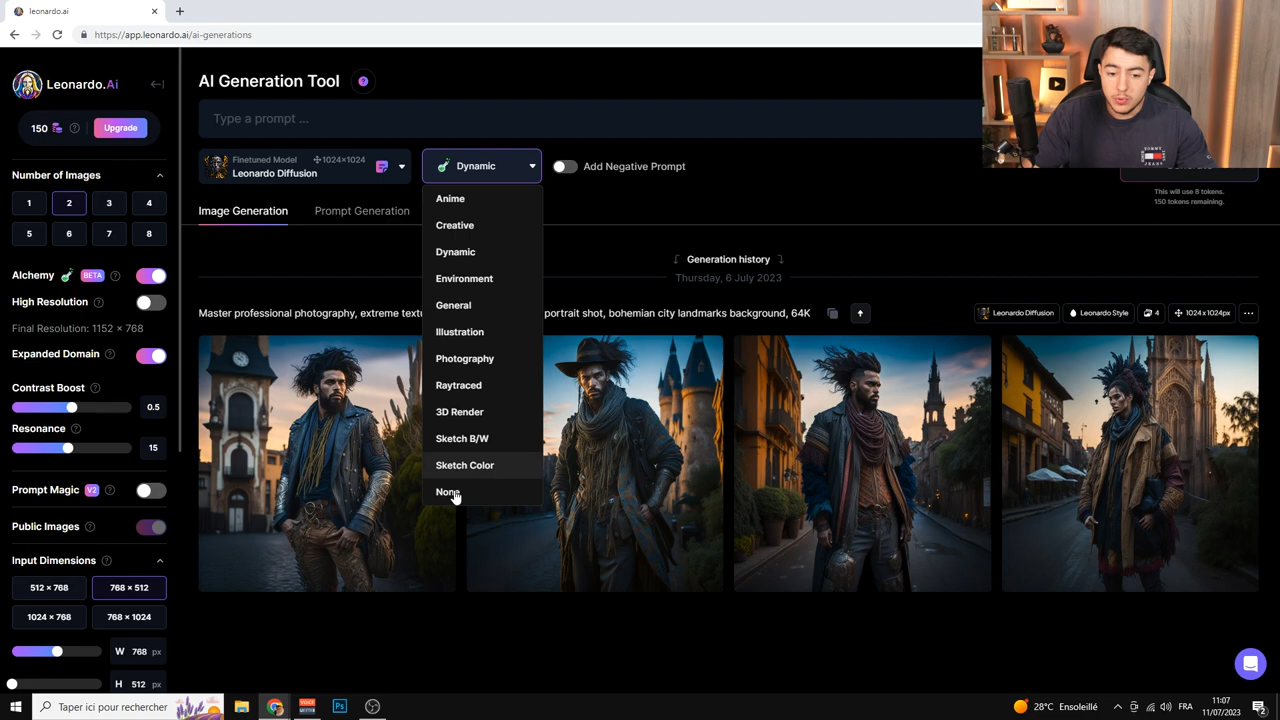 leonardo.ai
https://app.leonardo.ai/ai-generations
Leonardo.Ai
150
Upgrade
Number of Images
1 2 3 4
5 6 7 8
Alchemy BETA
High Resolution
Final Resolution: 1152 × 768
Expanded Domain
Contrast Boost
0.5
Resonance
15
Prompt Magic V2
Public Images
Input Dimensions
512 × 768 768 × 512
1024 × 768 768 × 1024
W 768 px
H 512 px
AI Generation Tool
Type a prompt ...
Finetuned Model 1024×1024
Leonardo Diffusion
Dynamic
Add Negative Prompt
This will use 8 tokens.
150 tokens remaining.
Image Generation Prompt Generation
Anime
Creative
Dynamic
Environment
General
Illustration
Photography
Raytraced
3D Render
Sketch B/W
Sketch Color
None
Generation history
Thursday, 6 July 2023
Master professional photography, extreme portrait shot, bohemian city landmarks background, 64K
Leonardo Diffusion Leonardo Style 4 1024x1024px
TOMMY
JEANS
Taper ici pour rechercher
Ps
28°C Ensoleillé
FRA
11:07
11/07/2023
2